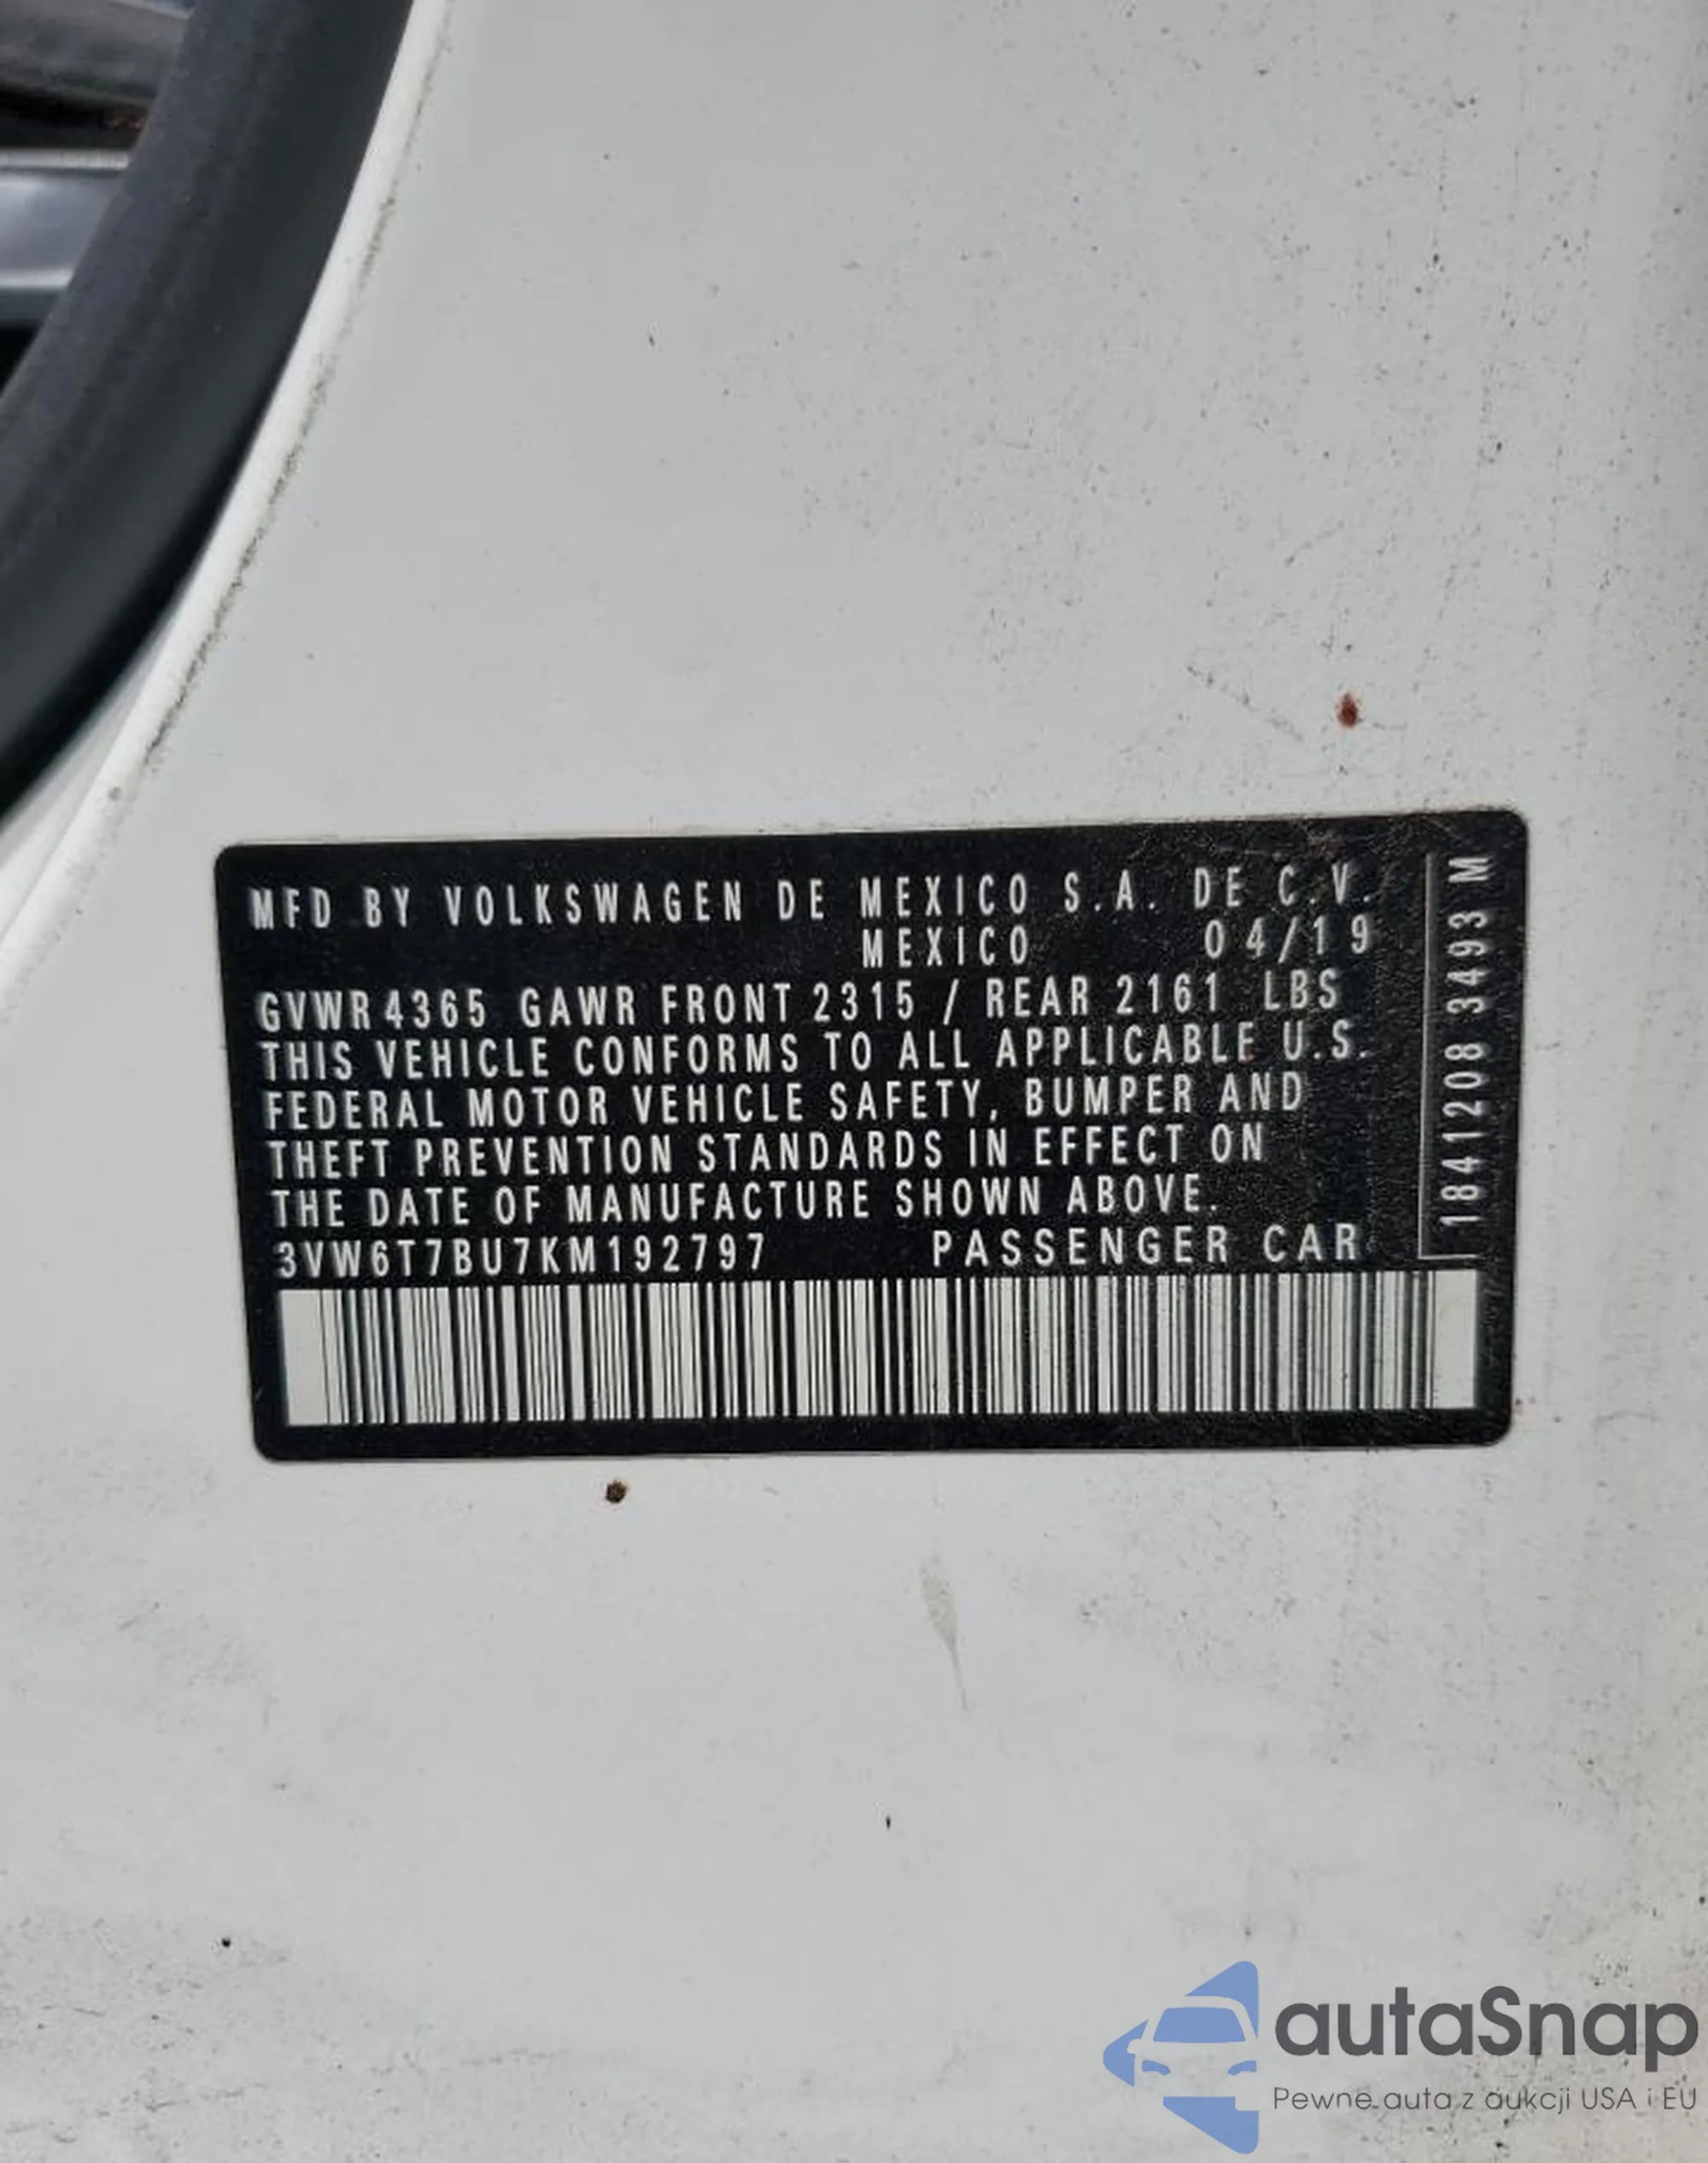 MFD BY VOLKSWAGEN DE MEXICO S.A. DE C.V.
MEXICO 04/19
GVWR 4365 GAWR FRONT 2315 / REAR 2161 LBS
THIS VEHICLE CONFORMS TO ALL APPLICABLE U.S.
FEDERAL MOTOR VEHICLE SAFETY, BUMPER AND
THEFT PREVENTION STANDARDS IN EFFECT ON
THE DATE OF MANUFACTURE SHOWN ABOVE.
3VW6T7BU7KM192797 PASSENGER CAR
1841208 3493 M
autaSnap
Pewne auta z aukcji USA i EU